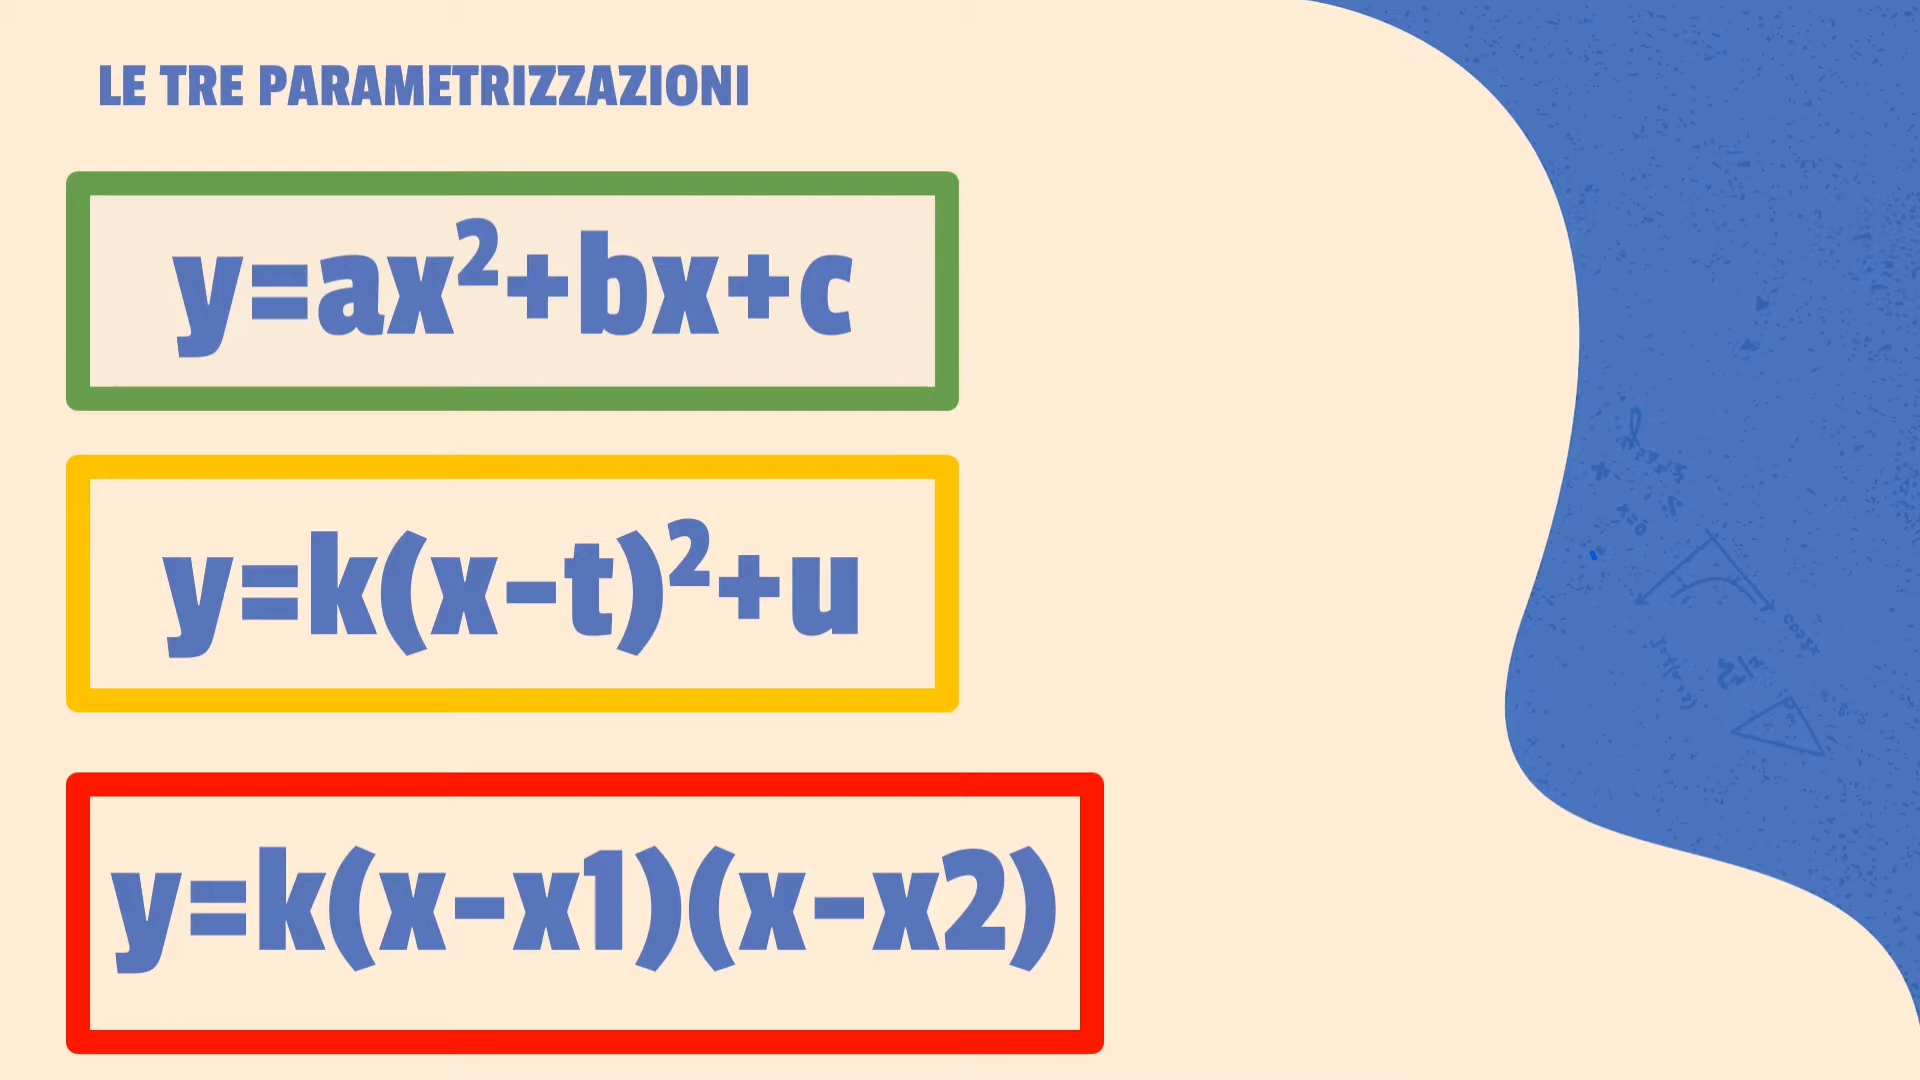 LE TRE PARAMETRIZZAZIONI
y=ax²+bx+c
y=k(x-t)²+u
y=k(x-x1)(x-x2)